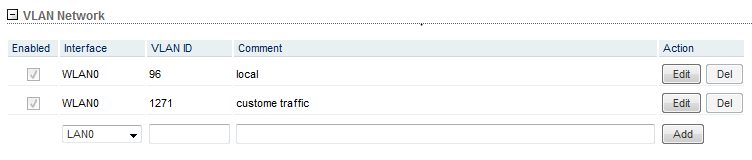 VLAN Network
Enabled Interface VLAN ID Comment Action
WLAN0 96 local Edit Del
WLAN0 1271 custome traffic Edit Del
LAN0 Add